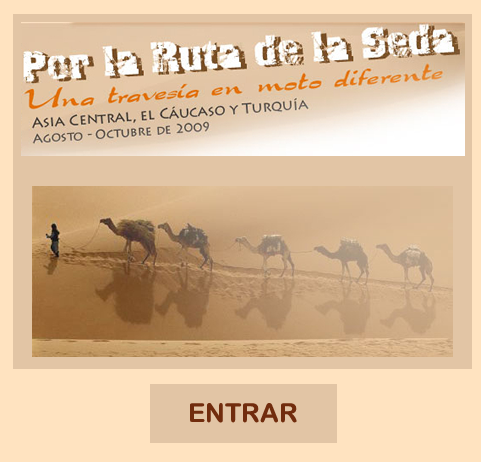 Por la Ruta de la Seda
Una travesía en moto diferente
ASIA CENTRAL, EL CÁUCASO Y TURQUÍA
AGOSTO - OCTUBRE DE 2009
ENTRAR